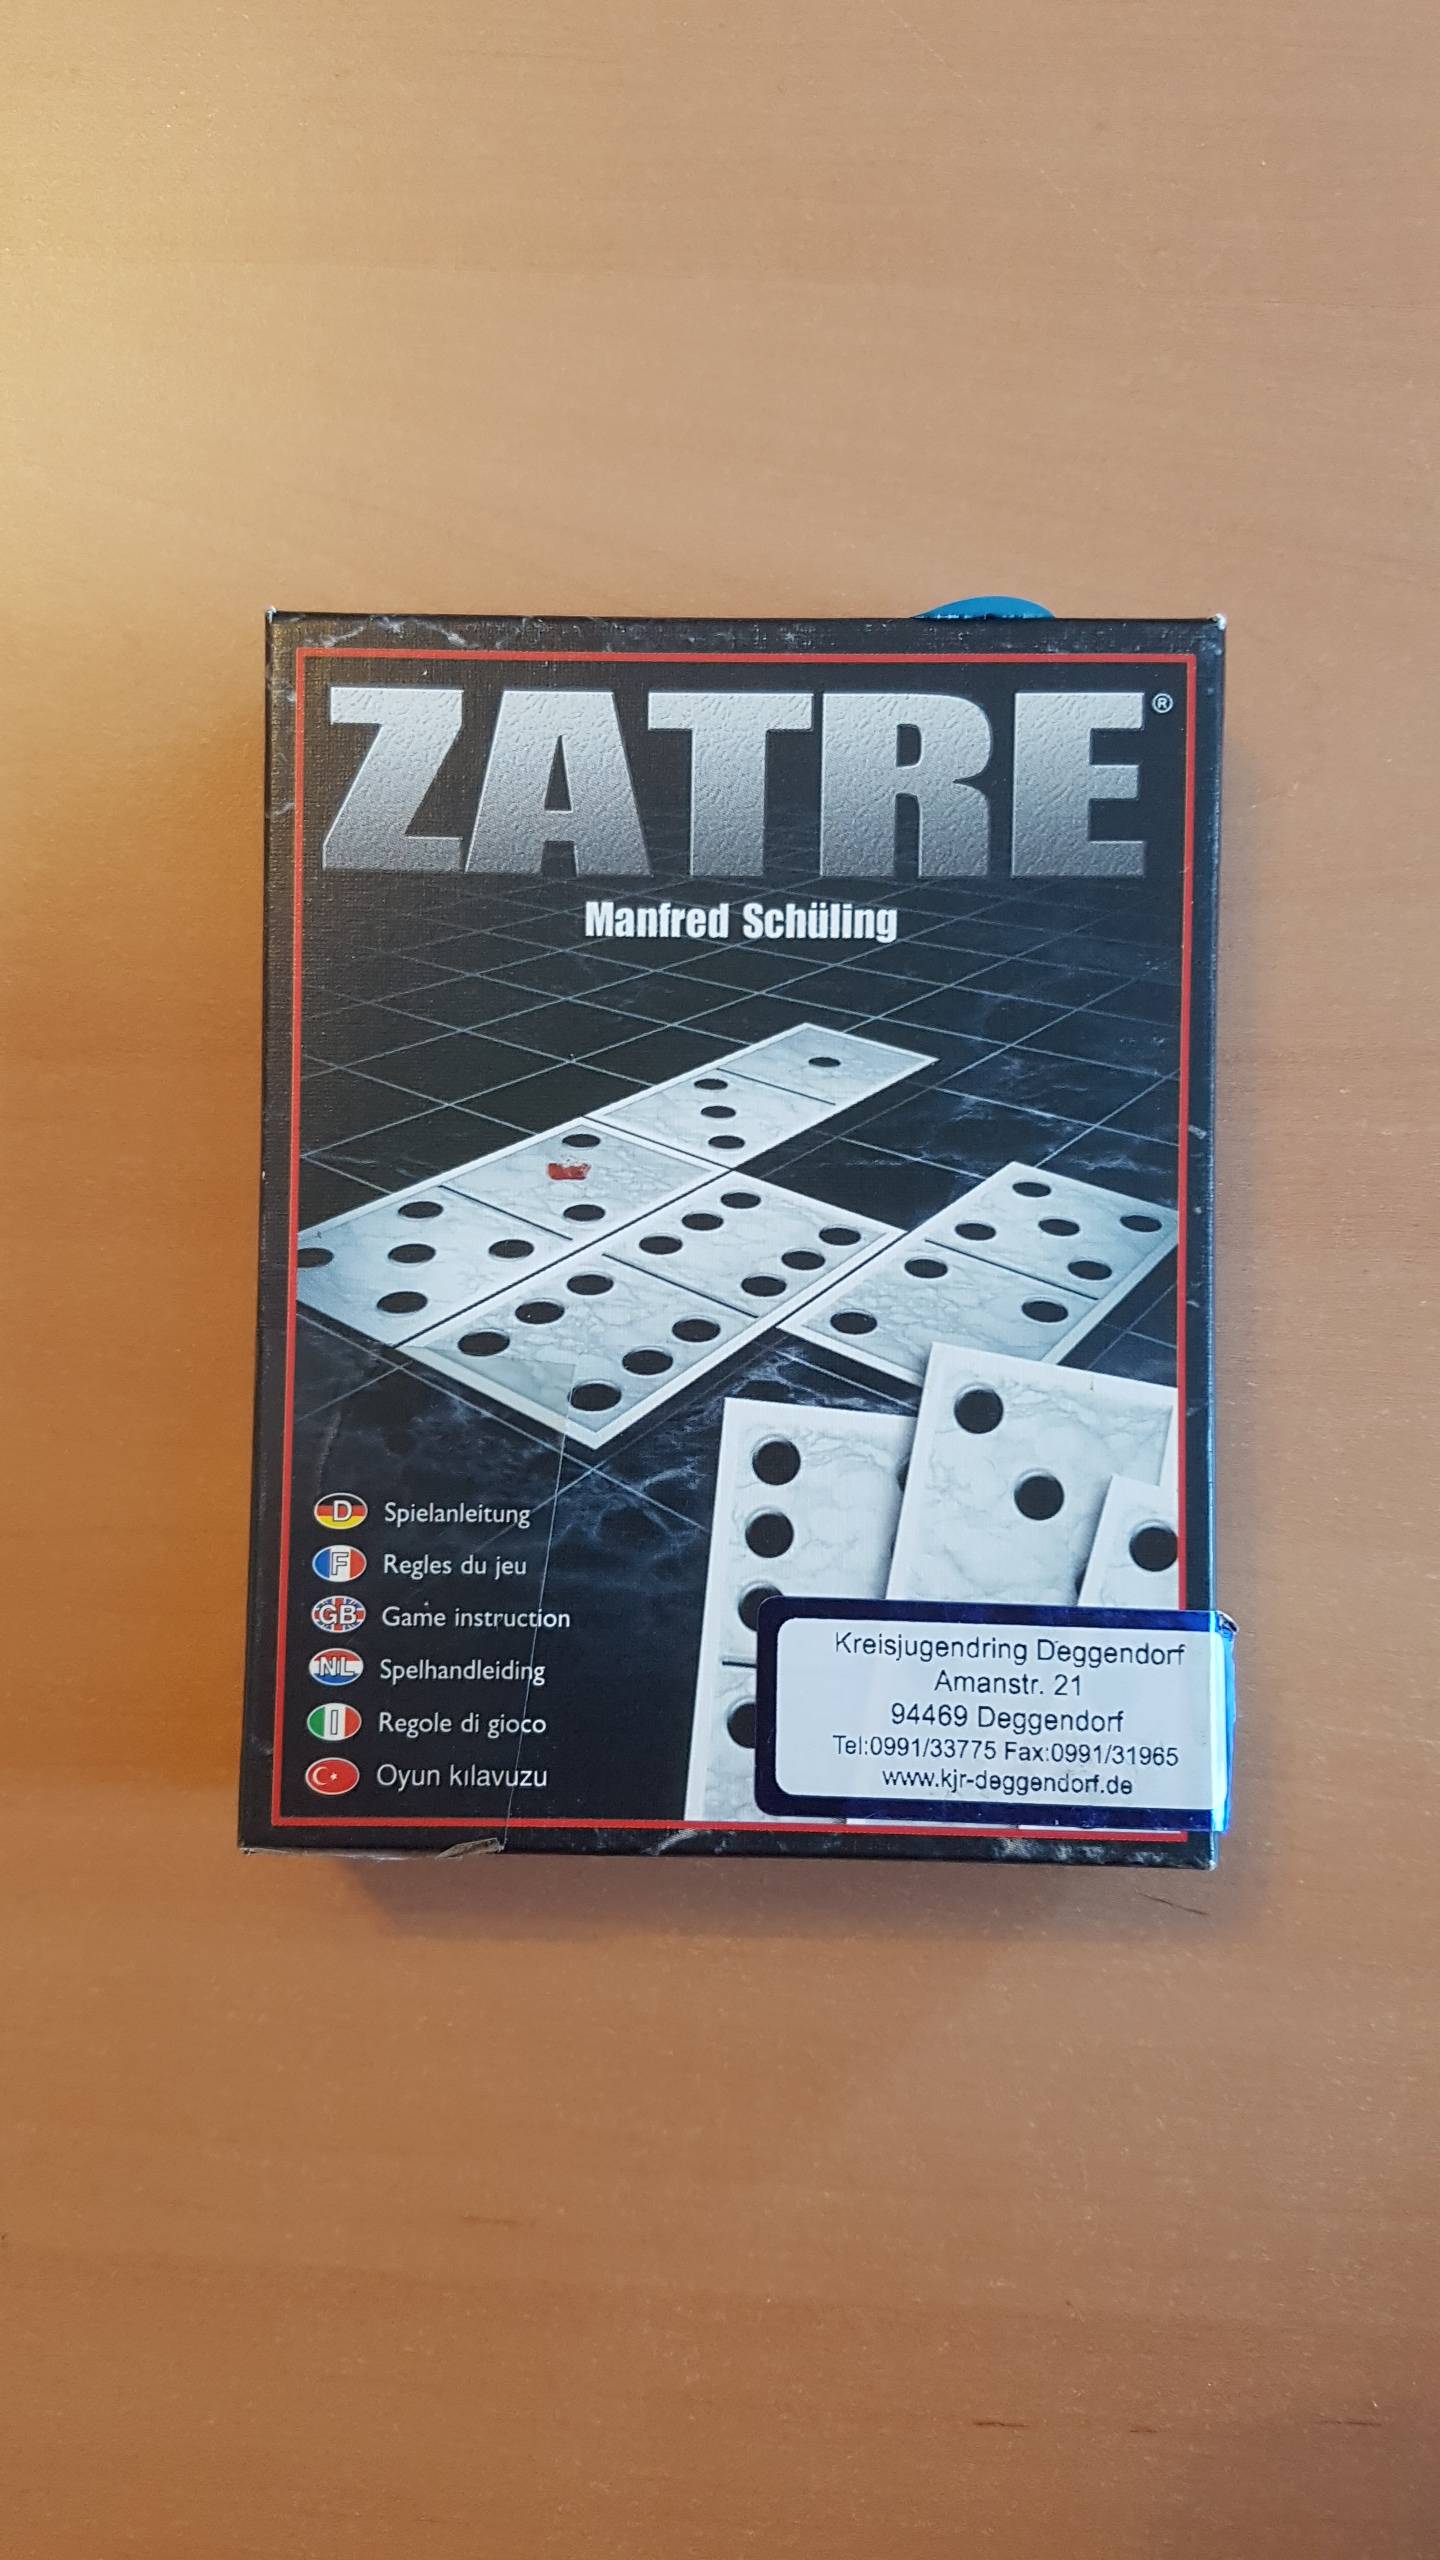 ZATRE®
Manfred Schüling
D Spielanleitung
F Regles du jeu
GB Game instruction
NL Spelhandleiding
I Regole di gioco
Oyun kılavuzu
Kreisjugendring Deggendorf
Amanstr. 21
94469 Deggendorf
Tel:0991/33775 Fax:0991/31965
www.kjr-deggendorf.de